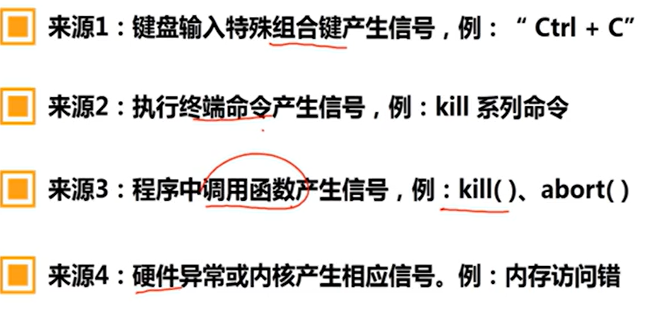 来源1：键盘输入特殊组合键产生信号，例：“ Ctrl + C”
来源2：执行终端命令产生信号，例：kill 系列命令
来源3：程序中调用函数产生信号，例：kill( )、abort( )
来源4：硬件异常或内核产生相应信号。例：内存访问错